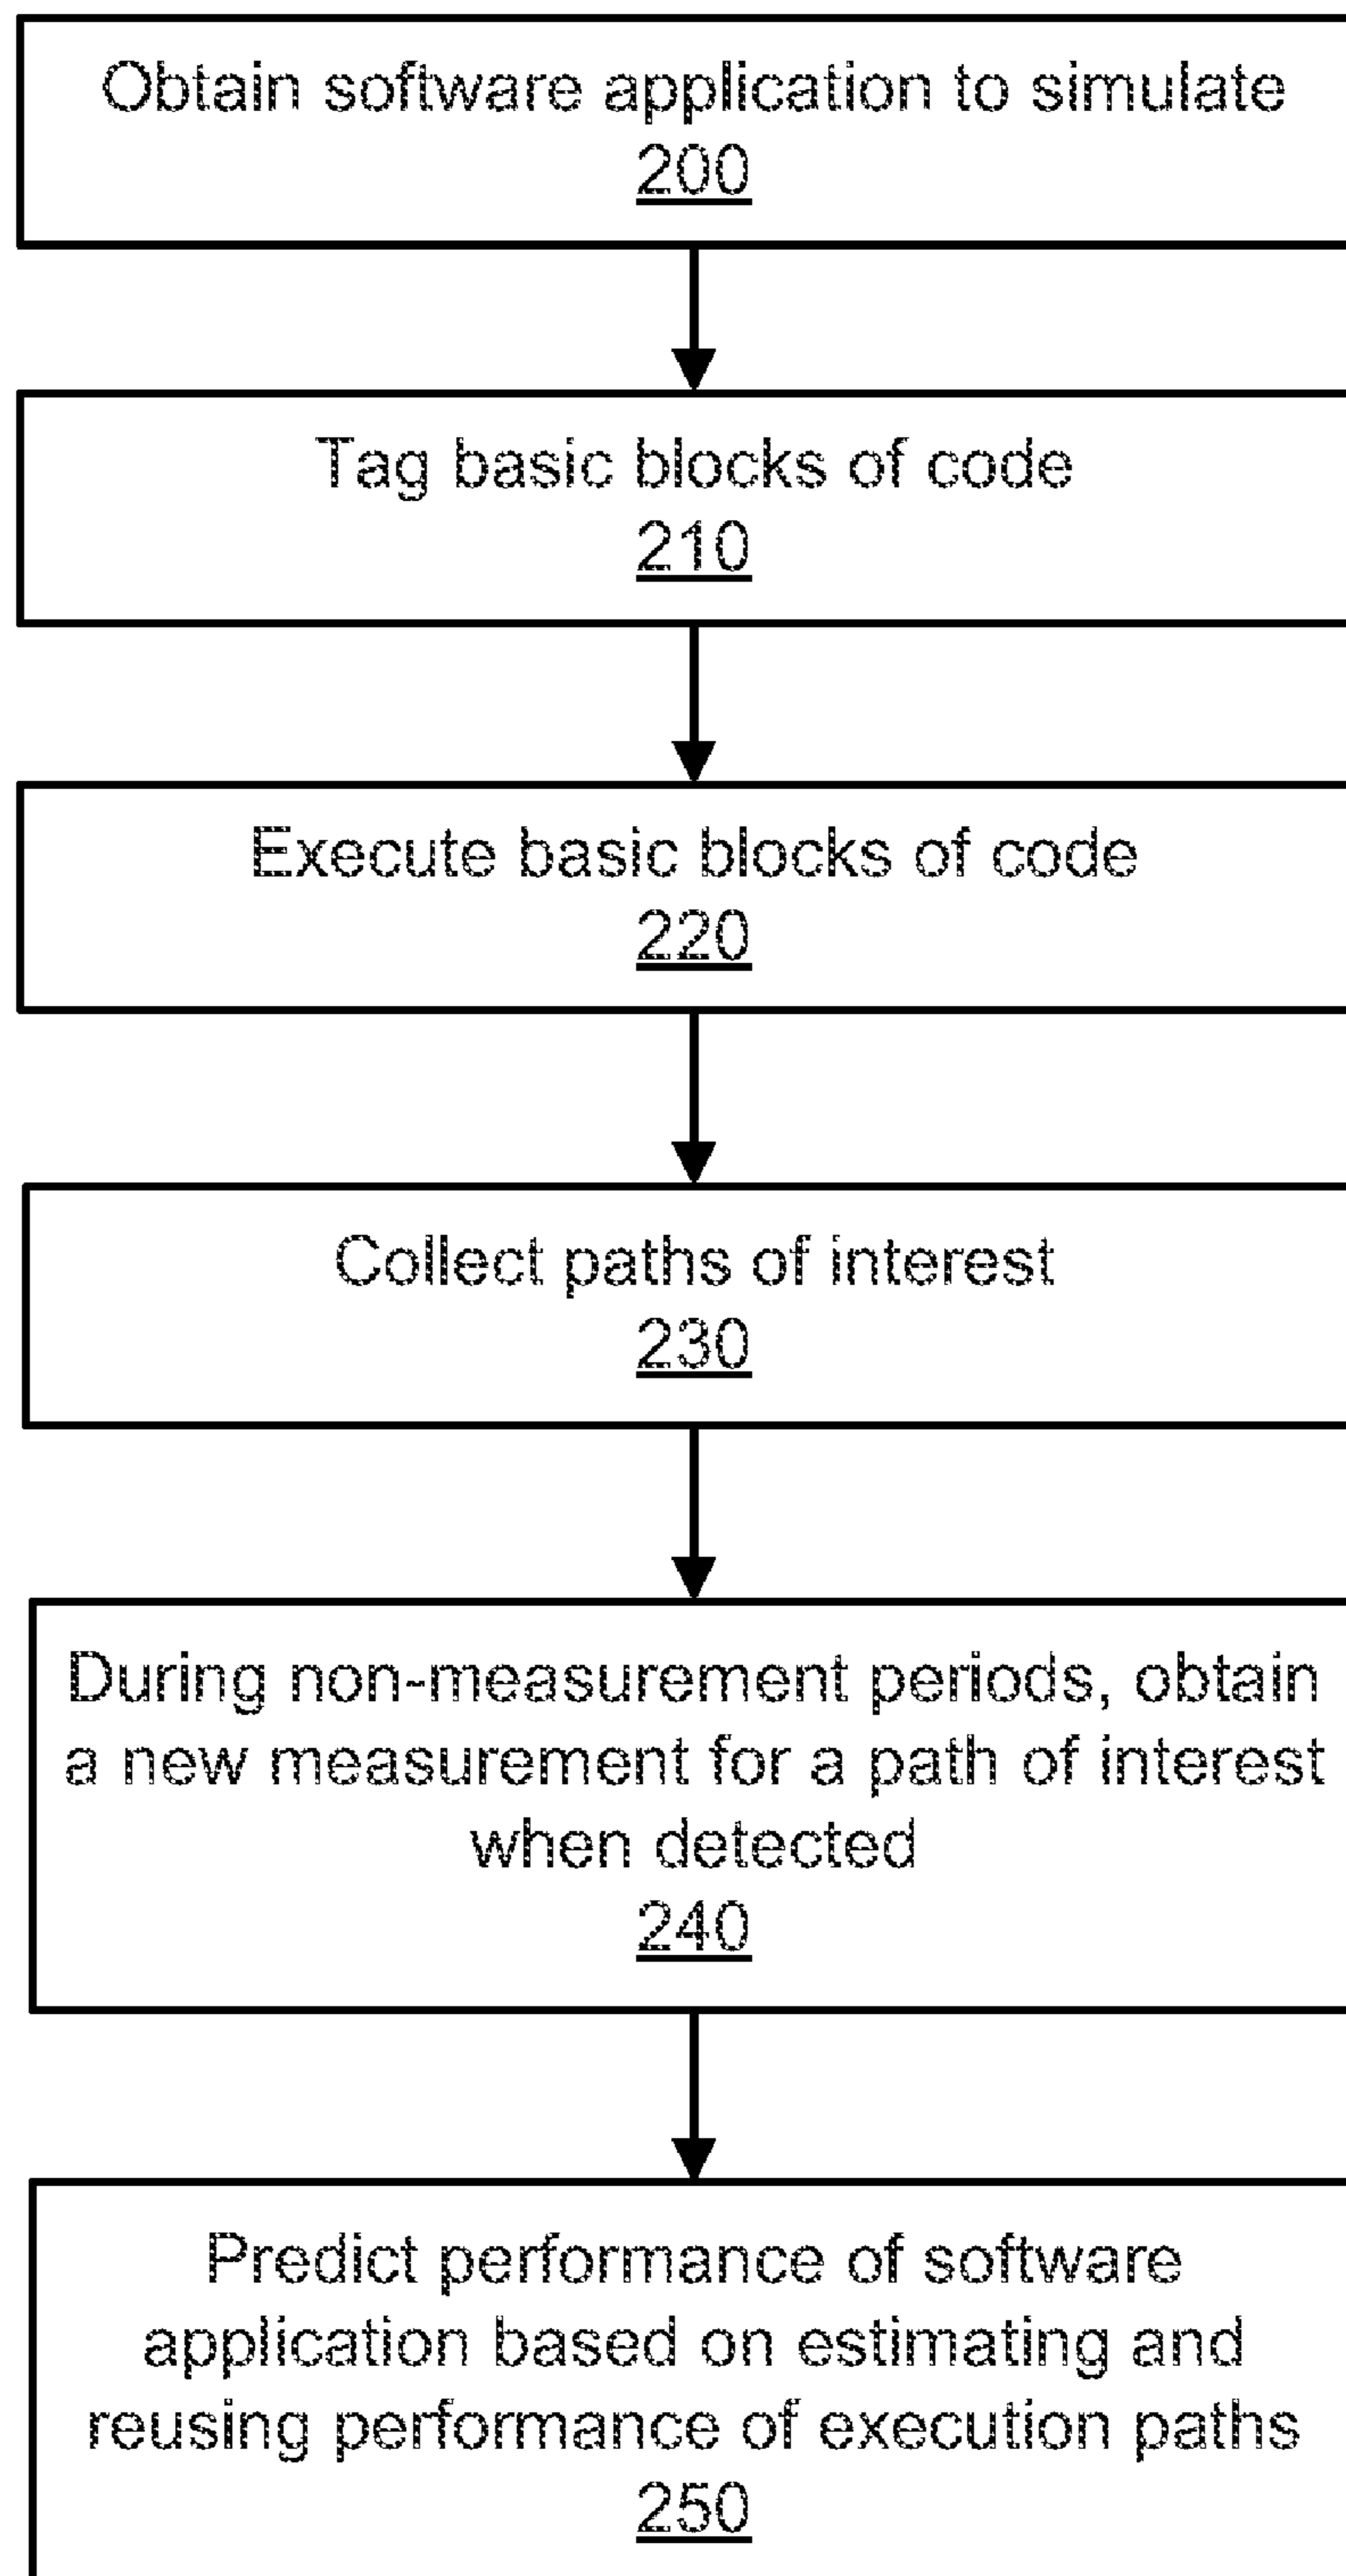 Obtain software application to simulate
200
Tag basic blocks of code
210
Execute basic blocks of code
220
Collect paths of interest
230
During non-measurement periods, obtain
a new measurement for a path of interest
when detected
240
Predict performance of software
application based on estimating and
reusing performance of execution paths
250